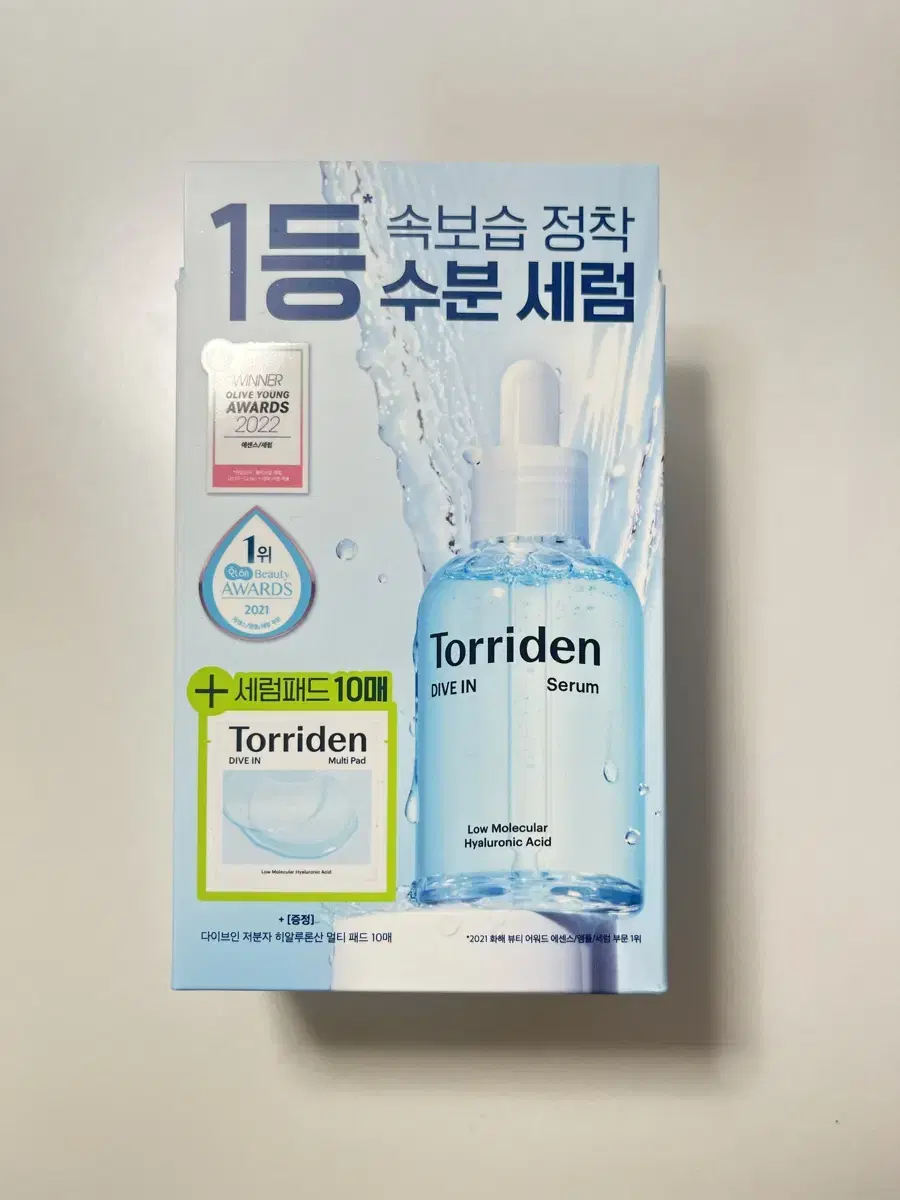 1등*
속보습 정착
수분 세럼
WINNER
OLIVE YOUNG
AWARDS
2022
에센스/세럼
1위
Beauty
AWARDS
2021
+ 세럼패드 10매
Torriden
DIVE IN Multi Pad
Low Molecular Hyaluronic Acid
+ [증정]
다이브인 저분자 히알루론산 멀티 패드 10매
Torriden
DIVE IN Serum
Low Molecular
Hyaluronic Acid
*2021 화해 뷰티 어워드 에센스/앰플/세럼 부문 1위